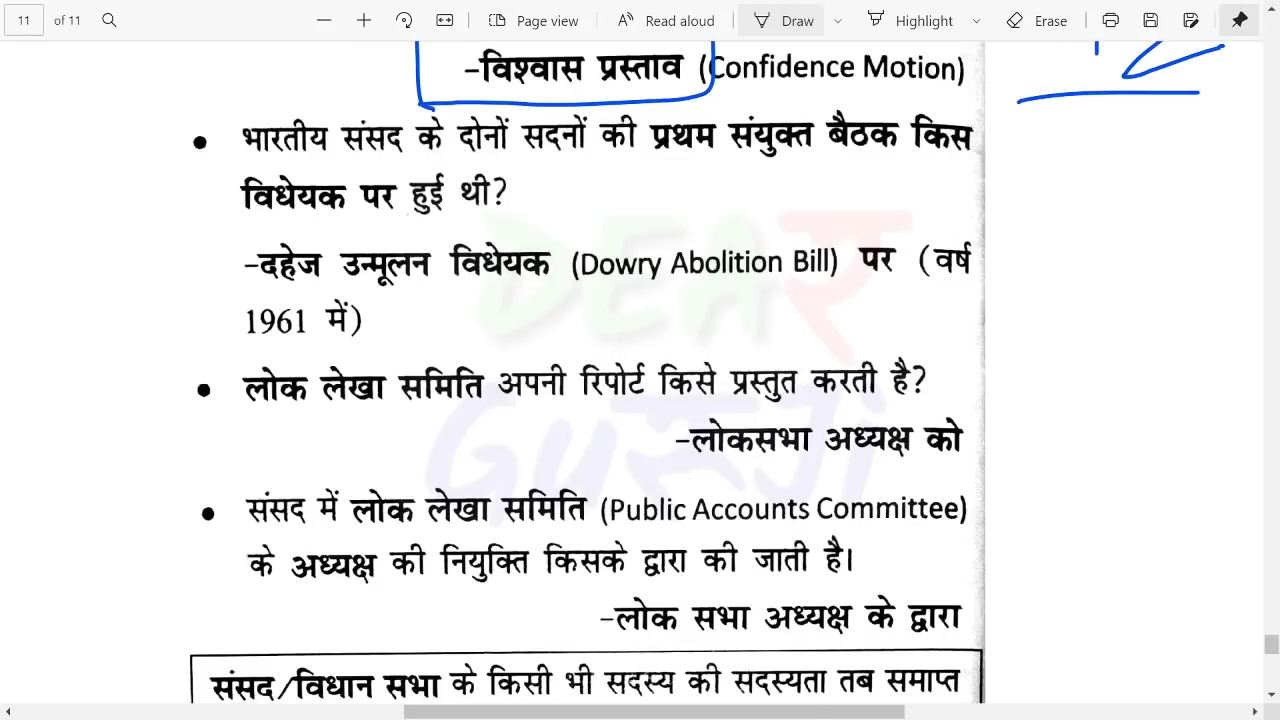 11 of 11 Page view Read aloud Draw Highlight Erase
-विश्वास प्रस्ताव (Confidence Motion)
• भारतीय संसद के दोनों सदनों की प्रथम संयुक्त बैठक किस
विधेयक पर हुई थी?
-दहेज उन्मूलन विधेयक (Dowry Abolition Bill) पर (वर्ष
1961 में)
• लोक लेखा समिति अपनी रिपोर्ट किसे प्रस्तुत करती है?
-लोकसभा अध्यक्ष को
• संसद में लोक लेखा समिति (Public Accounts Committee)
के अध्यक्ष की नियुक्ति किसके द्वारा की जाती है।
-लोक सभा अध्यक्ष के द्वारा
संसद/विधान सभा के किसी भी सदस्य की सदस्यता तब समाप्त
DEAर
Guruji